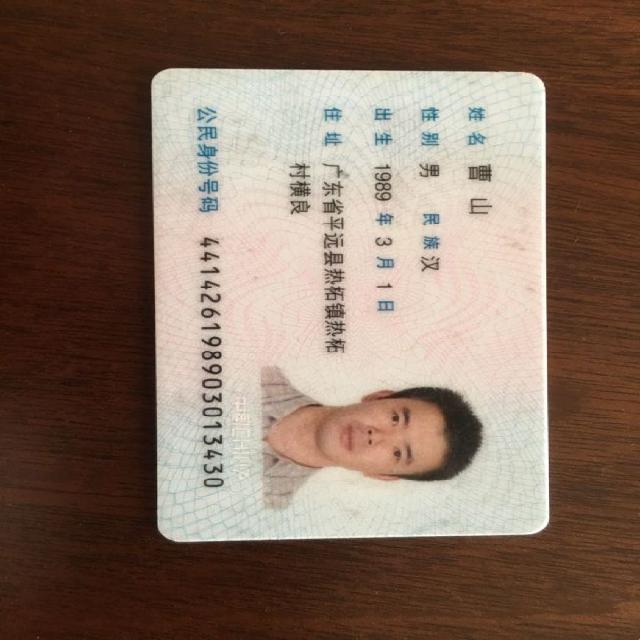 姓名 曹山
性别 男 民族 汉
出生 1989 年 3 月 1 日
住址 广东省平远县热柘镇热柘
村横良
公民身份号码 441426198903013430